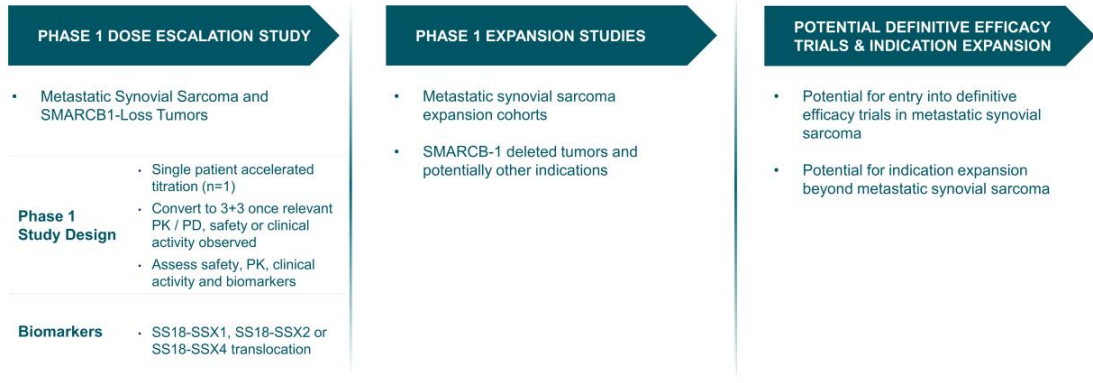 PHASE 1 DOSE ESCALATION STUDY
• Metastatic Synovial Sarcoma and
SMARCB1-Loss Tumors
Phase 1
Study Design
• Single patient accelerated
titration (n=1)
• Convert to 3+3 once relevant
PK / PD, safety or clinical
activity observed
• Assess safety, PK, clinical
activity and biomarkers
Biomarkers
• SS18-SSX1, SS18-SSX2 or
SS18-SSX4 translocation
PHASE 1 EXPANSION STUDIES
• Metastatic synovial sarcoma
expansion cohorts
• SMARCB-1 deleted tumors and
potentially other indications
POTENTIAL DEFINITIVE EFFICACY
TRIALS & INDICATION EXPANSION
• Potential for entry into definitive
efficacy trials in metastatic synovial
sarcoma
• Potential for indication expansion
beyond metastatic synovial sarcoma